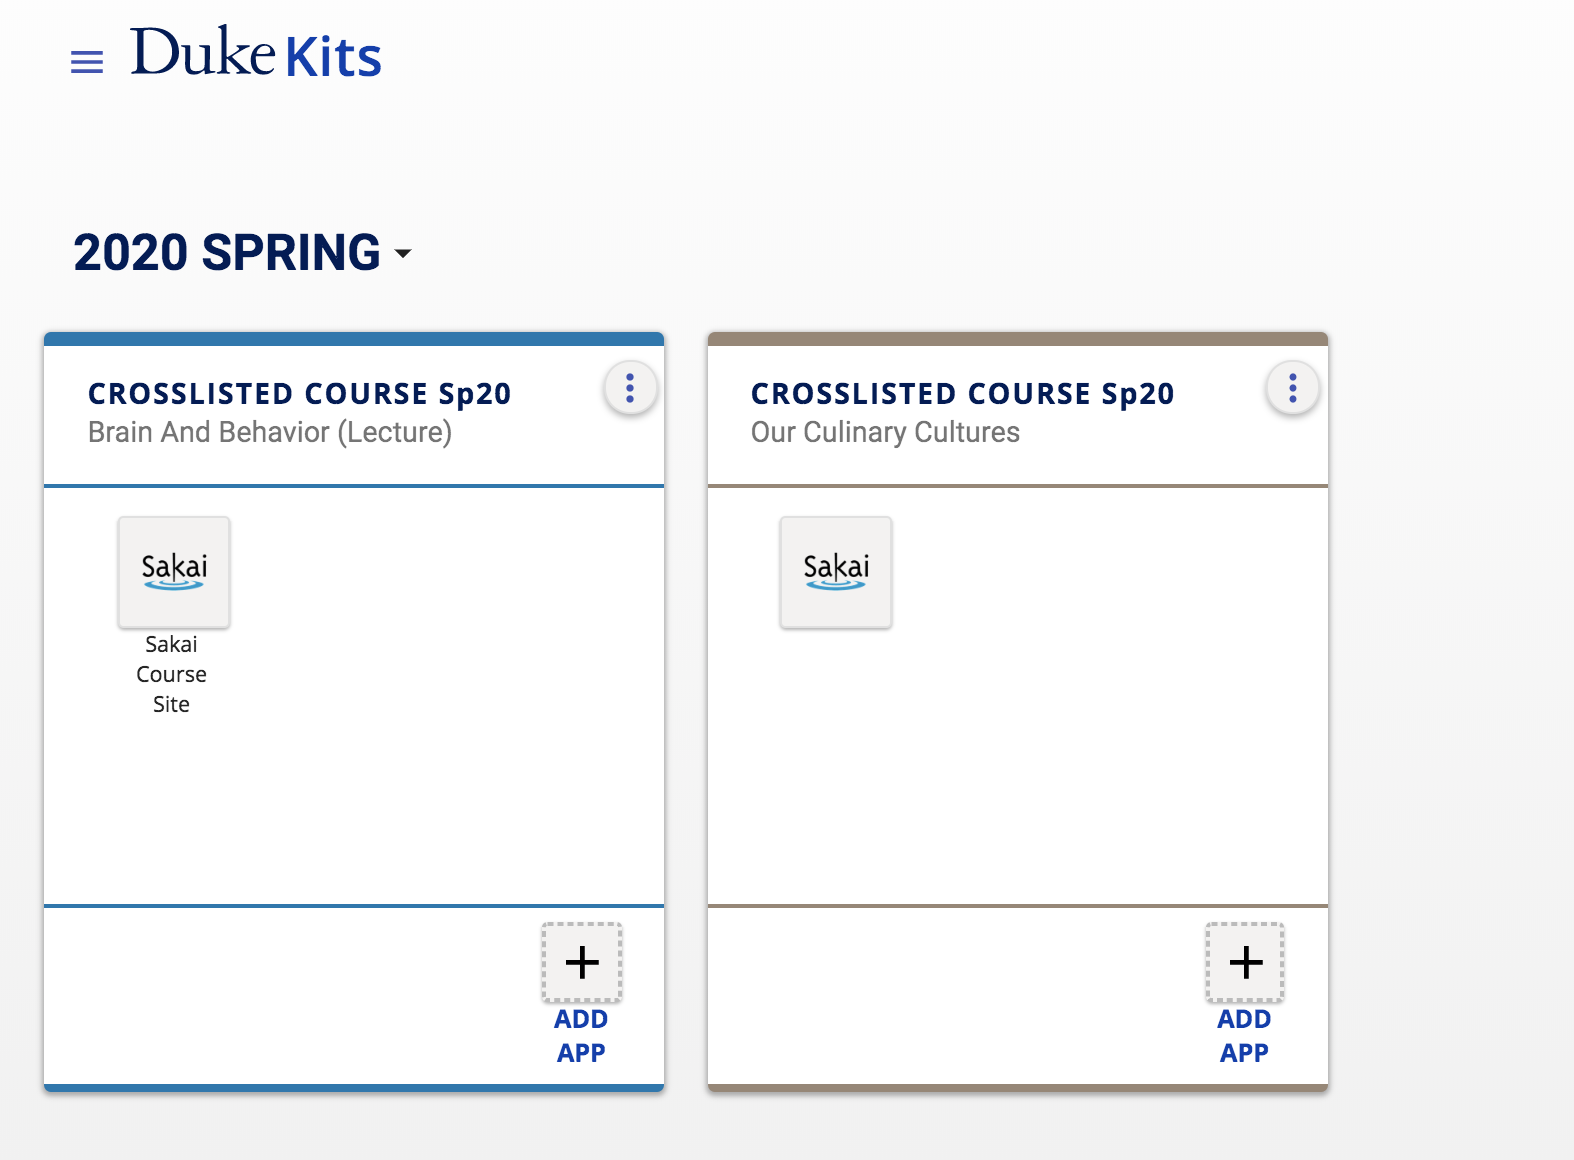 Duke Kits
2020 SPRING
CROSSLISTED COURSE Sp20
Brain And Behavior (Lecture)
Sakai
Sakai
Course
Site
ADD
APP
CROSSLISTED COURSE Sp20
Our Culinary Cultures
Sakai
ADD
APP